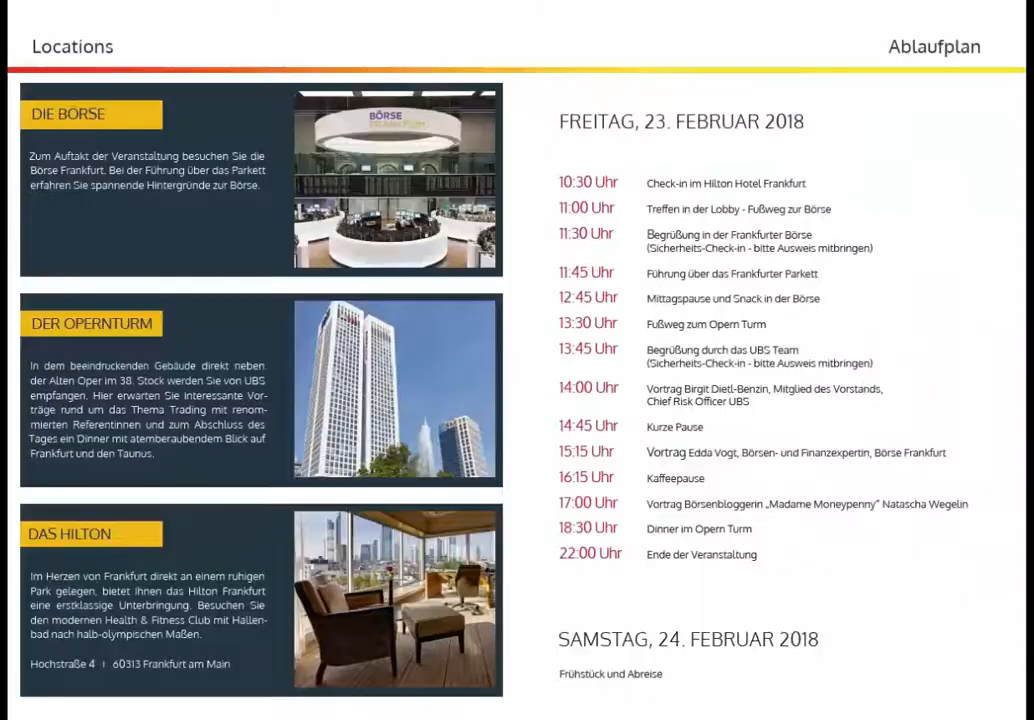 Locations
Ablaufplan
DIE BÖRSE
Zum Auftakt der Veranstaltung besuchen Sie die
Börse Frankfurt. Bei der Führung über das Parkett
erfahren Sie spannende Hintergründe zur Börse.
BÖRSE
DER OPERNTURM
In dem beeindruckenden Gebäude direkt neben
der Alten Oper im 38. Stock werden Sie von UBS
empfangen. Hier erwarten Sie interessante Vor-
träge rund um das Thema Trading mit renom-
mierten Referentinnen und zum Abschluss des
Tages ein Dinner mit atemberaubendem Blick auf
Frankfurt und den Taunus.
DAS HILTON
Im Herzen von Frankfurt direkt an einem ruhigen
Park gelegen, bietet Ihnen das Hilton Frankfurt
eine erstklassige Unterbringung. Besuchen Sie
den modernen Health & Fitness Club mit Hallen-
bad nach halb-olympischen Maßen.
Hochstraße 4 I 60313 Frankfurt am Main
FREITAG, 23. FEBRUAR 2018
10:30 Uhr Check-in im Hilton Hotel Frankfurt
11:00 Uhr Treffen in der Lobby - Fußweg zur Börse
11:30 Uhr Begrüßung in der Frankfurter Börse
(Sicherheits-Check-in - bitte Ausweis mitbringen)
11:45 Uhr Führung über das Frankfurter Parkett
12:45 Uhr Mittagspause und Snack in der Börse
13:30 Uhr Fußweg zum Opern Turm
13:45 Uhr Begrüßung durch das UBS Team
(Sicherheits-Check-in - bitte Ausweis mitbringen)
14:00 Uhr Vortrag Birgit Dietl-Benzin, Mitglied des Vorstands,
Chief Risk Officer UBS
14:45 Uhr Kurze Pause
15:15 Uhr Vortrag Edda Vogt, Börsen- und Finanzexpertin, Börse Frankfurt
16:15 Uhr Kaffeepause
17:00 Uhr Vortrag Börsenbloggerin „Madame Moneypenny" Natascha Wegelin
18:30 Uhr Dinner im Opern Turm
22:00 Uhr Ende der Veranstaltung
SAMSTAG, 24. FEBRUAR 2018
Frühstück und Abreise